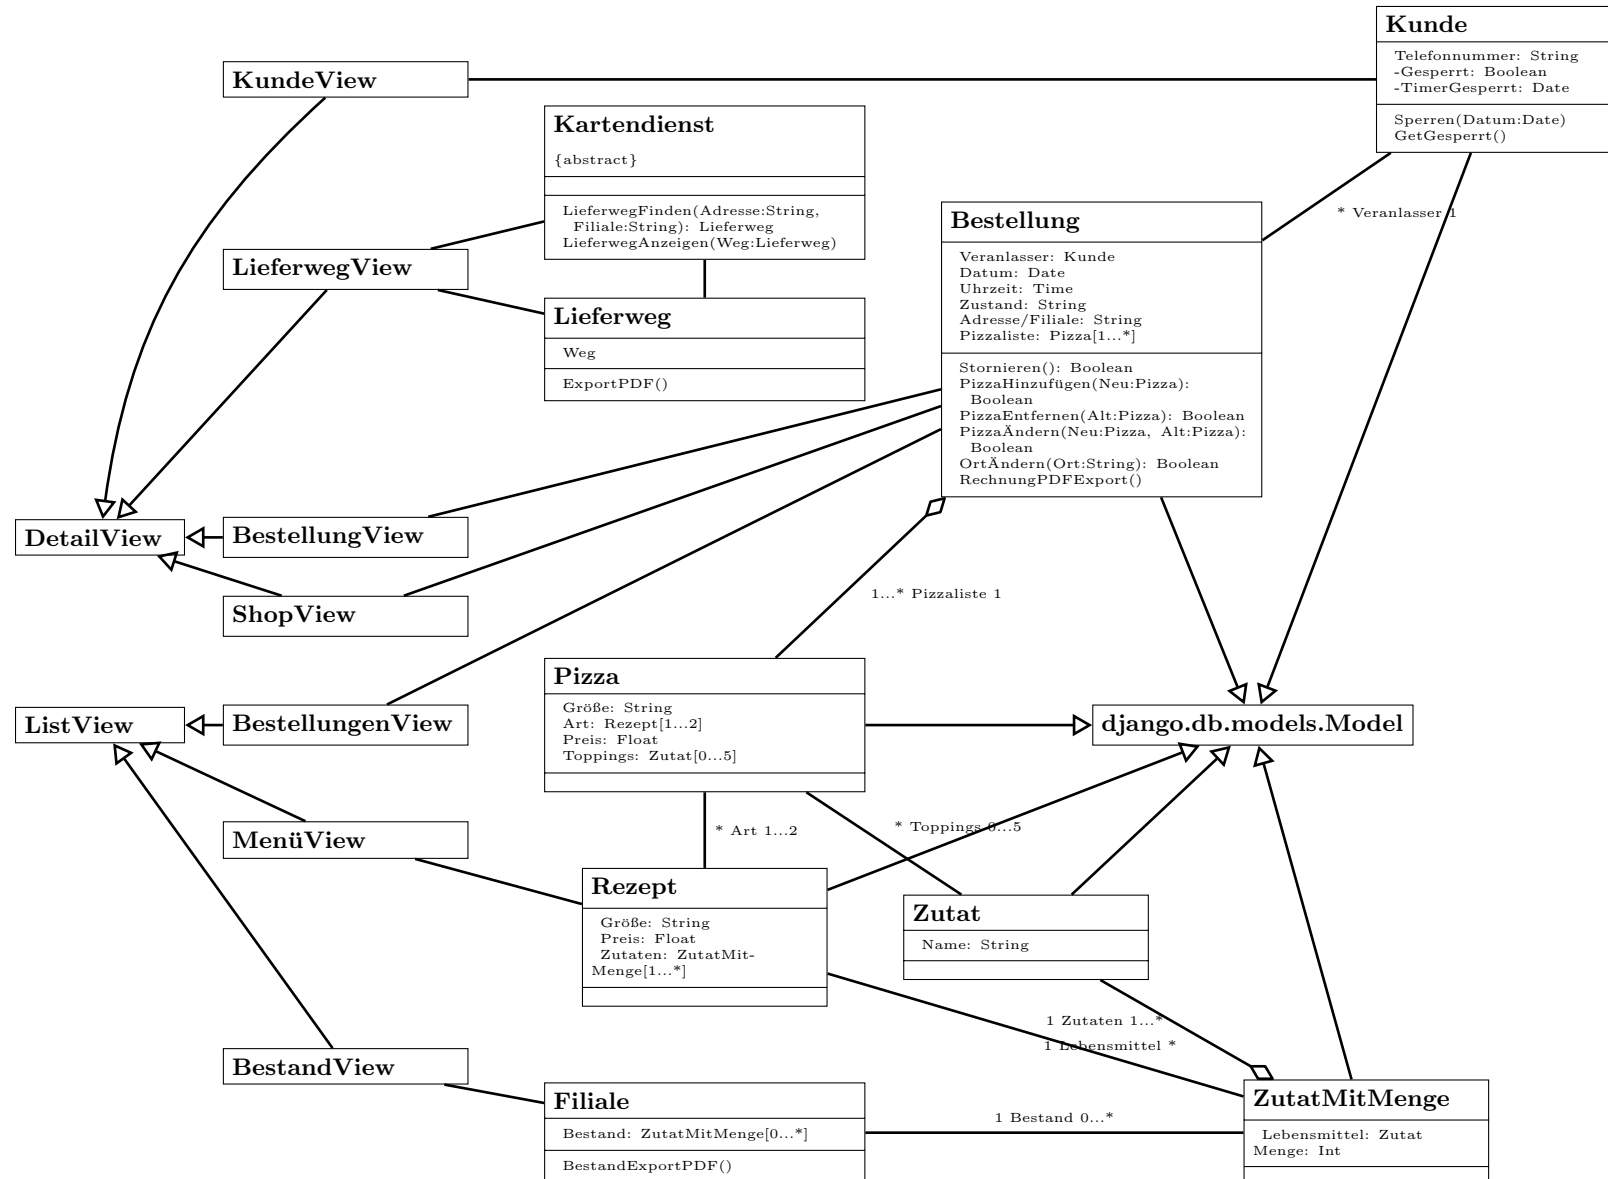 Kunde
Telefonnummer: String
-Gesperrt: Boolean
-TimerGesperrt: Date
Sperren(Datum:Date)
GetGesperrt()
KundeView
Kartendienst
{abstract}
LieferwegFinden(Adresse:String,
Filiale:String): Lieferweg
LieferwegAnzeigen(Weg:Lieferweg)
* Veranlasser 1
Bestellung
Veranlasser: Kunde
Datum: Date
Uhrzeit: Time
Zustand: String
Adresse/Filiale: String
Pizzaliste: Pizza[1...*]
Stornieren(): Boolean
PizzaHinzufügen(Neu:Pizza):
Boolean
PizzaEntfernen(Alt:Pizza): Boolean
PizzaÄndern(Neu:Pizza, Alt:Pizza):
Boolean
OrtÄndern(Ort:String): Boolean
RechnungPDFExport()
LieferwegView
Lieferweg
Weg
ExportPDF()
DetailView
BestellungView
ShopView
1...* Pizzaliste 1
Pizza
Größe: String
Art: Rezept[1...2]
Preis: Float
Toppings: Zutat[0...5]
ListView
BestellungenView
django.db.models.Model
MenüView
* Art 1...2
* Toppings 0...5
Rezept
Größe: String
Preis: Float
Zutaten: ZutatMit-
Menge[1...*]
Zutat
Name: String
1 Zutaten 1...*
1 Lebensmittel *
BestandView
Filiale
Bestand: ZutatMitMenge[0...*]
BestandExportPDF()
1 Bestand 0...*
ZutatMitMenge
Lebensmittel: Zutat
Menge: Int